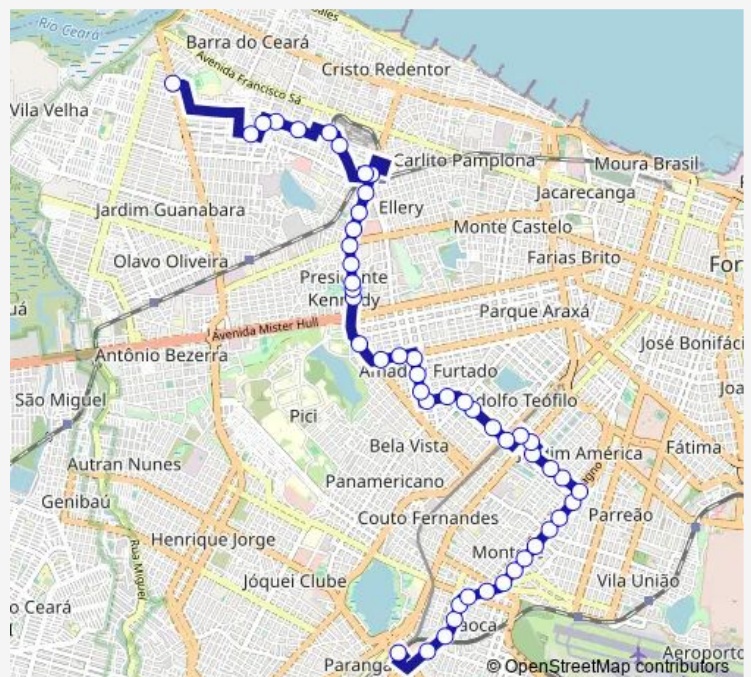 Rio Ceará
Barra do Ceará
Cristo Redentor
Avenida Francisco Sá
Vila Velha
Carlito Pamplona
Moura Brasil
Jacarecanga
Jardim Guanabara
Ellery
Monte Castelo
Olavo Oliveira
Farias Brito
Presidente
Kennedy
Parque Araxá
Avenida Mister Hull
Antônio Bezerra
José Bonifáci
Furtado
São Miguel
Pici
Bela Vista
Fátima
Autran Nunes
Panamericano
Genibaú
Couto Fernandes
Parreão
Henrique Jorge
Jóquei Clube
Vila União
o Ceará
Aeroporto
© OpenStreetMap contributors